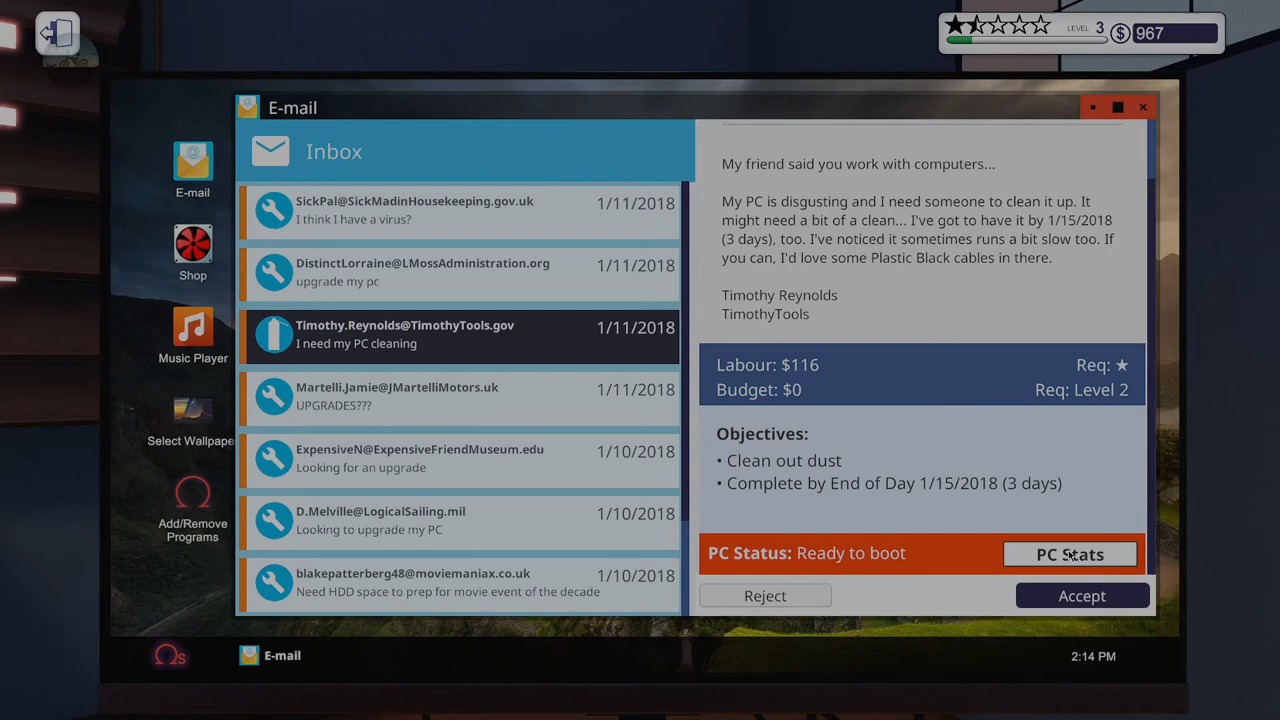 LEVEL 3 $ 967
E-mail
E-mail
Shop
Music Player
Select Wallpape
Add/Remove
Programs
Inbox
SickPal@SickMadinHousekeeping.gov.uk 1/11/2018
I think I have a virus?
DistinctLorraine@LMossAdministration.org 1/11/2018
upgrade my pc
Timothy.Reynolds@TimothyTools.gov 1/11/2018
I need my PC cleaning
Martelli.Jamie@JMartelliMotors.uk 1/11/2018
UPGRADES???
ExpensiveN@ExpensiveFriendMuseum.edu 1/10/2018
Looking for an upgrade
D.Melville@LogicalSailing.mil 1/10/2018
Looking to upgrade my PC
blakepatterberg48@moviemaniax.co.uk 1/10/2018
Need HDD space to prep for movie event of the decade
My friend said you work with computers...
My PC is disgusting and I need someone to clean it up. It
might need a bit of a clean... I've got to have it by 1/15/2018
(3 days), too. I've noticed it sometimes runs a bit slow too. If
you can, I'd love some Plastic Black cables in there.
Timothy Reynolds
TimothyTools
Labour: $116 Req: ★
Budget: $0 Req: Level 2
Objectives:
• Clean out dust
• Complete by End of Day 1/15/2018 (3 days)
PC Status: Ready to boot PC Stats
Reject Accept
Ωs E-mail 2:14 PM